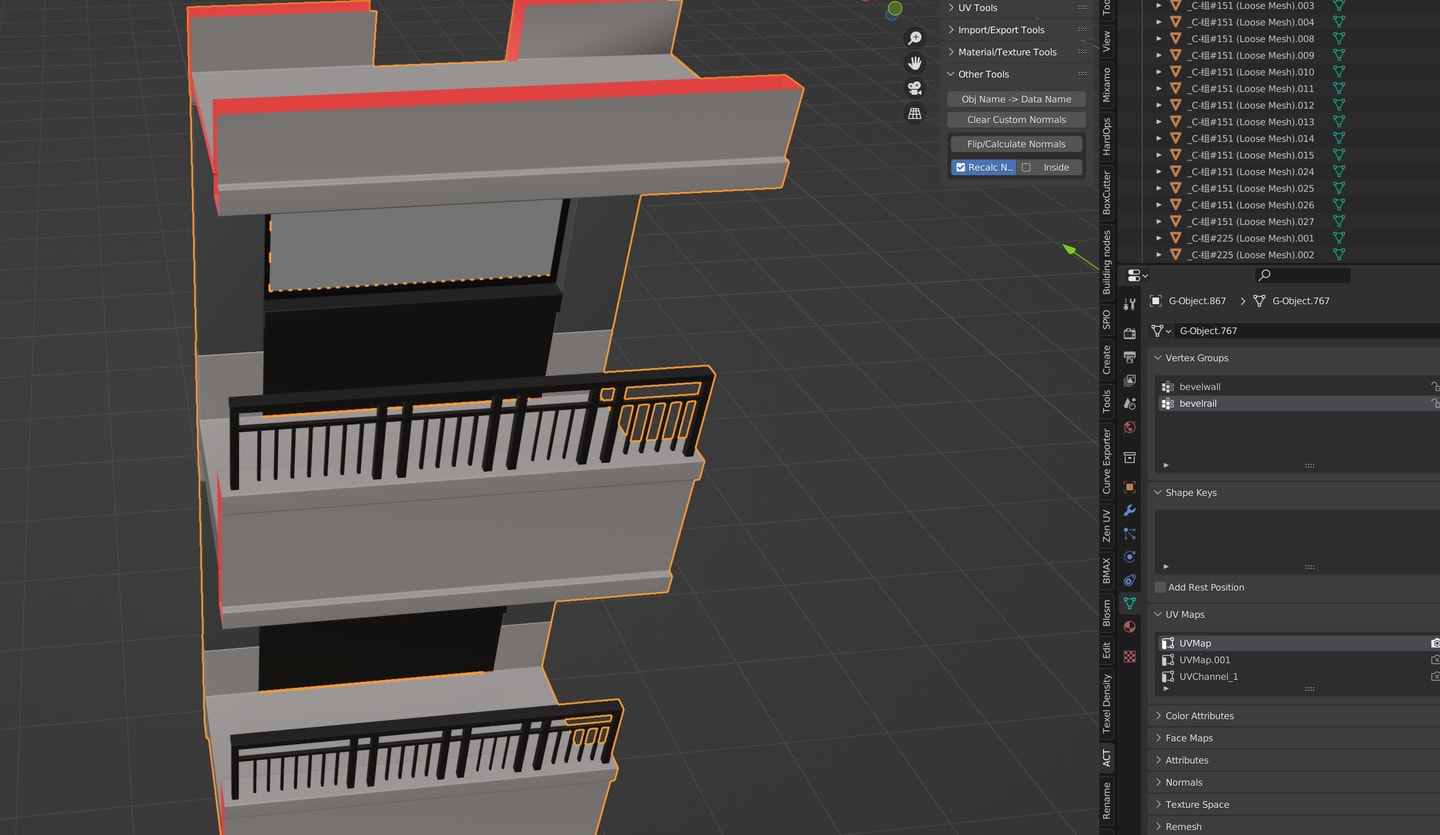 UV Tools
Import/Export Tools
Material/Texture Tools
Other Tools
Obj Name -> Data Name
Clear Custom Normals
Flip/Calculate Normals
Recalc N...
Inside
View
Mixamo
HardOps
BoxCutter
Building nodes
SPIO
Create
Tools
Curve Exporter
Zen UV
BMAX
Blosm
Edit
Texel Density
ACT
Rename
_C-组#151 (Loose Mesh).003
_C-组#151 (Loose Mesh).004
_C-组#151 (Loose Mesh).008
_C-组#151 (Loose Mesh).009
_C-组#151 (Loose Mesh).010
_C-组#151 (Loose Mesh).011
_C-组#151 (Loose Mesh).012
_C-组#151 (Loose Mesh).013
_C-组#151 (Loose Mesh).014
_C-组#151 (Loose Mesh).015
_C-组#151 (Loose Mesh).024
_C-组#151 (Loose Mesh).025
_C-组#151 (Loose Mesh).026
_C-组#151 (Loose Mesh).027
_C-组#225 (Loose Mesh).001
_C-组#225 (Loose Mesh).002
G-Object.867 > G-Object.767
G-Object.767
Vertex Groups
bevelwall
bevelrail
Shape Keys
Add Rest Position
UV Maps
UVMap
UVMap.001
UVChannel_1
Color Attributes
Face Maps
Attributes
Normals
Texture Space
Remesh